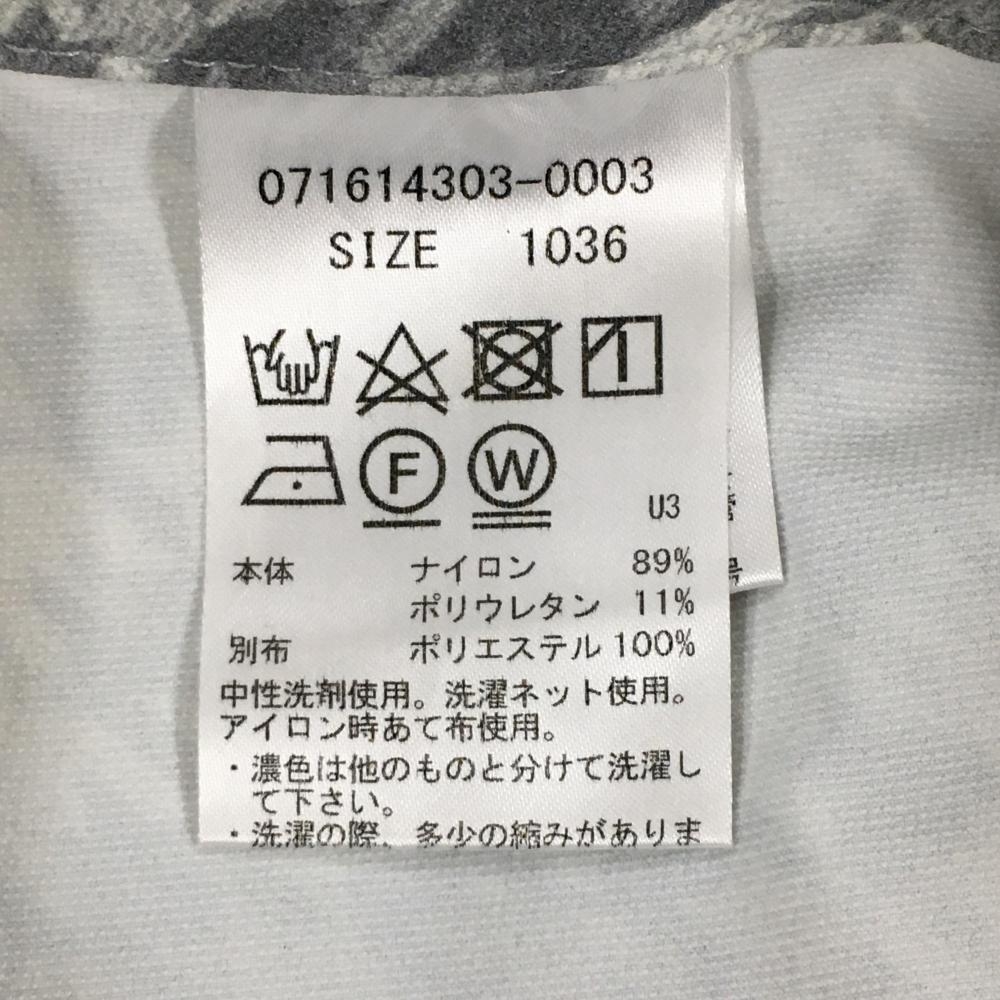 071614303-0003
SIZE 1036
F W
U3
本体 ナイロン 89%
ポリウレタン 11%
別布 ポリエステル 100%
中性洗剤使用。洗濯ネット使用。
アイロン時あて布使用。
・濃色は他のものと分けて洗濯し
て下さい。
・洗濯の際、多少の縮みがありま
号